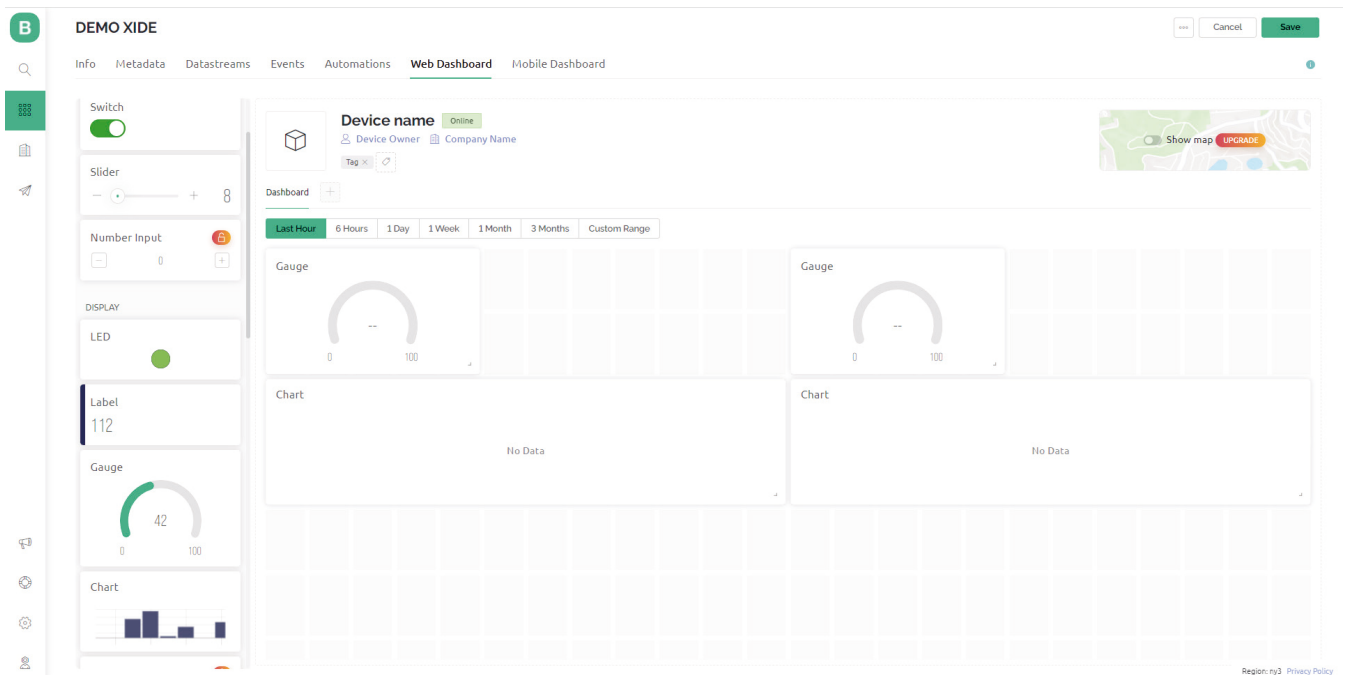 B
DEMO XIDE
Cancel
Save
Info
Metadata
Datastreams
Events
Automations
Web Dashboard
Mobile Dashboard
Switch
Slider
8
Number Input
0
DISPLAY
LED
Label
112
Gauge
42
0
100
Chart
Device name
Online
Device Owner
Company Name
Tag ×
Show map
UPGRADE
Dashboard
Last Hour
6 Hours
1 Day
1 Week
1 Month
3 Months
Custom Range
Gauge
--
0
100
Gauge
--
0
100
Chart
No Data
Chart
No Data
Region: ny3
Privacy Policy